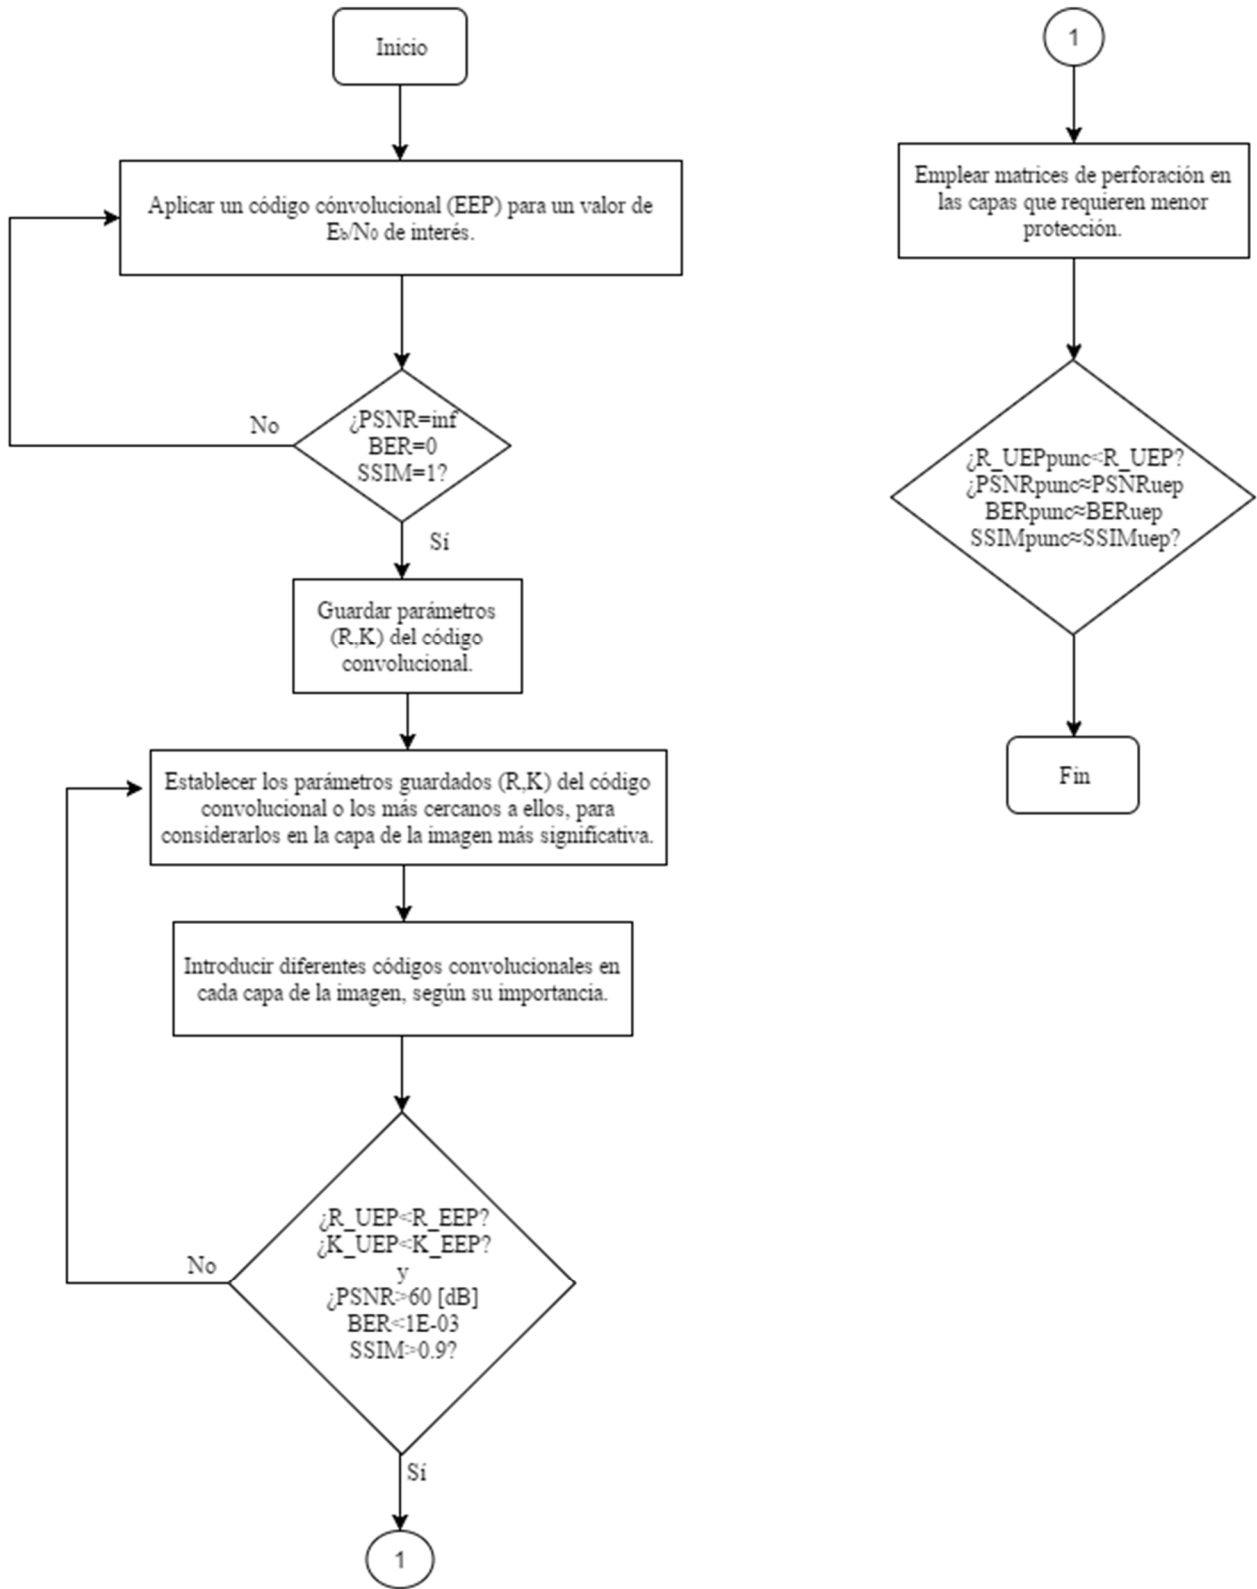 Inicio
Aplicar un código cónvolucional (EEP) para un valor de
Eb/N0 de interés.
¿PSNR=inf
BER=0
SSIM=1?
No
Sí
Guardar parámetros
(R,K) del código
convolucional.
Establecer los parámetros guardados (R,K) del código
convolucional o los más cercanos a ellos, para
considerarlos en la capa de la imagen más significativa.
Introducir diferentes códigos convolucionales en
cada capa de la imagen, según su importancia.
¿R_UEP<R_EEP?
¿K_UEP<K_EEP?
y
¿PSNR>60 [dB]
BER<1E-03
SSIM>0.9?
No
Sí
1
1
Emplear matrices de perforación en
las capas que requieren menor
protección.
¿R_UEPpunc<R_UEP?
¿PSNRpunc≈PSNRuep
BERpunc≈BERuep
SSIMpunc≈SSIMuep?
Fin